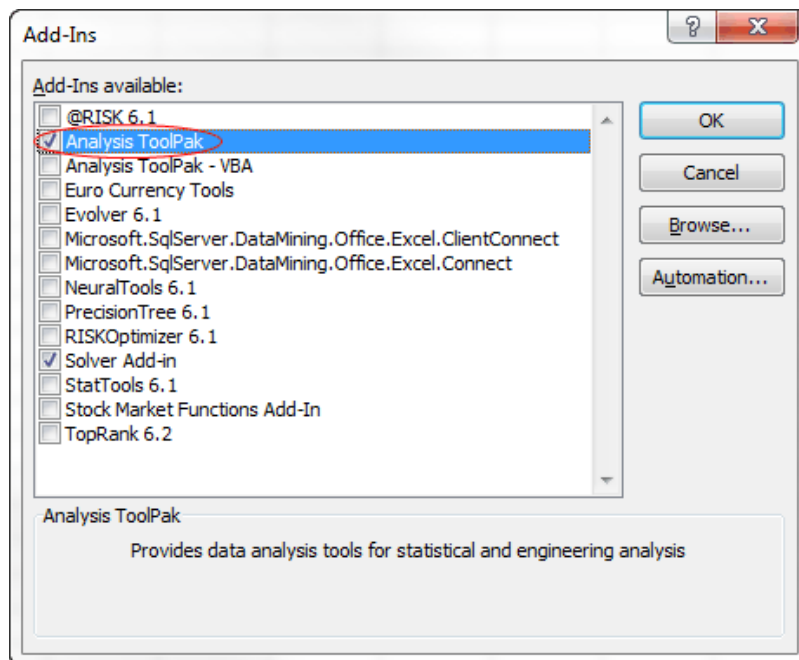 Add-Ins
Add-Ins available:
@RISK 6.1
Analysis ToolPak
Analysis ToolPak - VBA
Euro Currency Tools
Evolver 6.1
Microsoft.SqlServer.DataMining.Office.Excel.ClientConnect
Microsoft.SqlServer.DataMining.Office.Excel.Connect
NeuralTools 6.1
PrecisionTree 6.1
RISKOptimizer 6.1
Solver Add-in
StatTools 6.1
Stock Market Functions Add-In
TopRank 6.2
OK
Cancel
Browse...
Automation...
Analysis ToolPak
Provides data analysis tools for statistical and engineering analysis